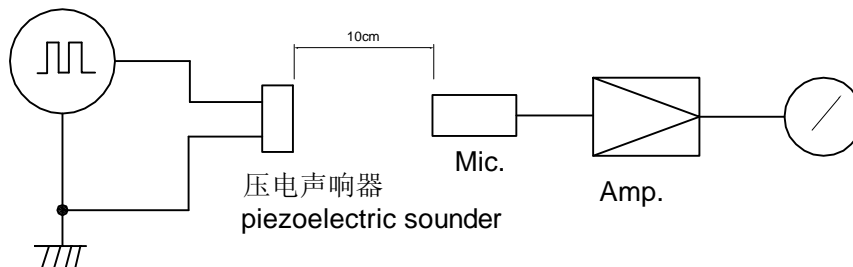 10cm
Mic.
压电声响器
Amp.
piezoelectric sounder